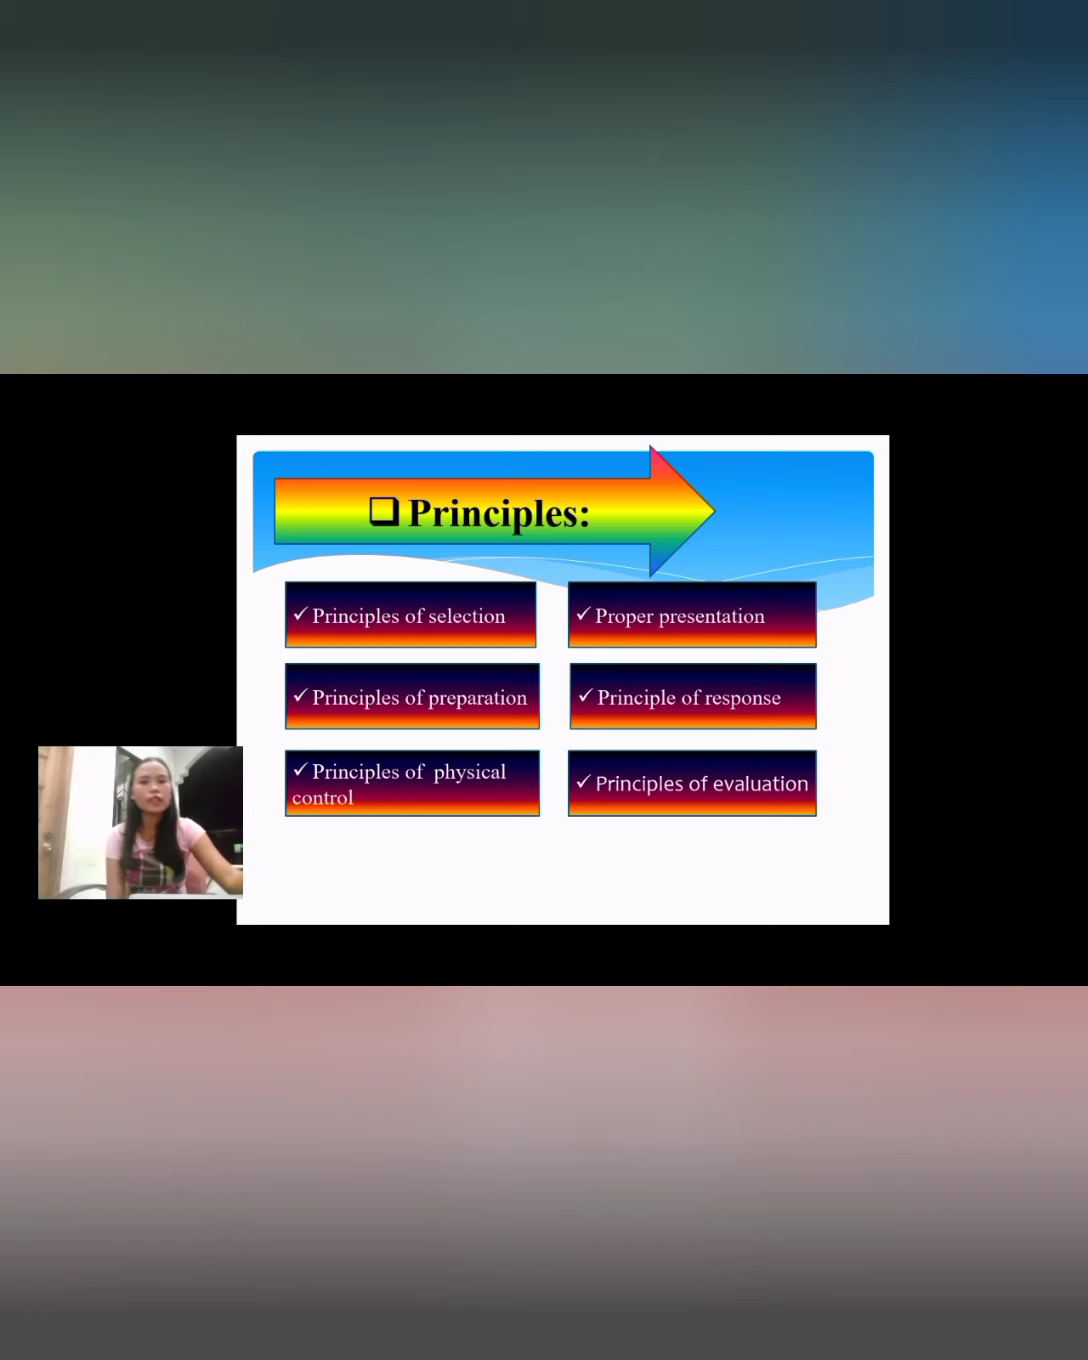 ❑ Principles:
✓ Principles of selection
✓ Proper presentation
✓ Principles of preparation
✓ Principle of response
✓ Principles of physical
control
✓ Principles of evaluation